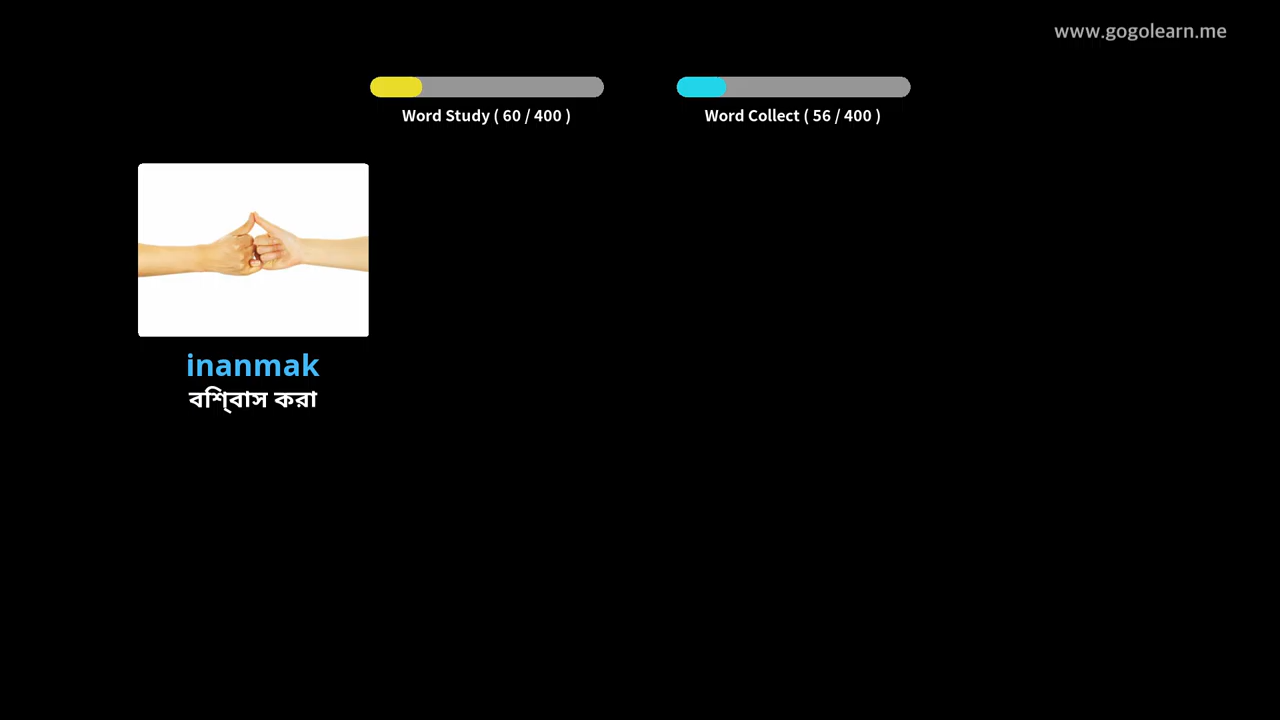 www.gogolearn.me
Word Study ( 60 / 400 )
Word Collect ( 56 / 400 )
inanmak
বিশ্বাস করা